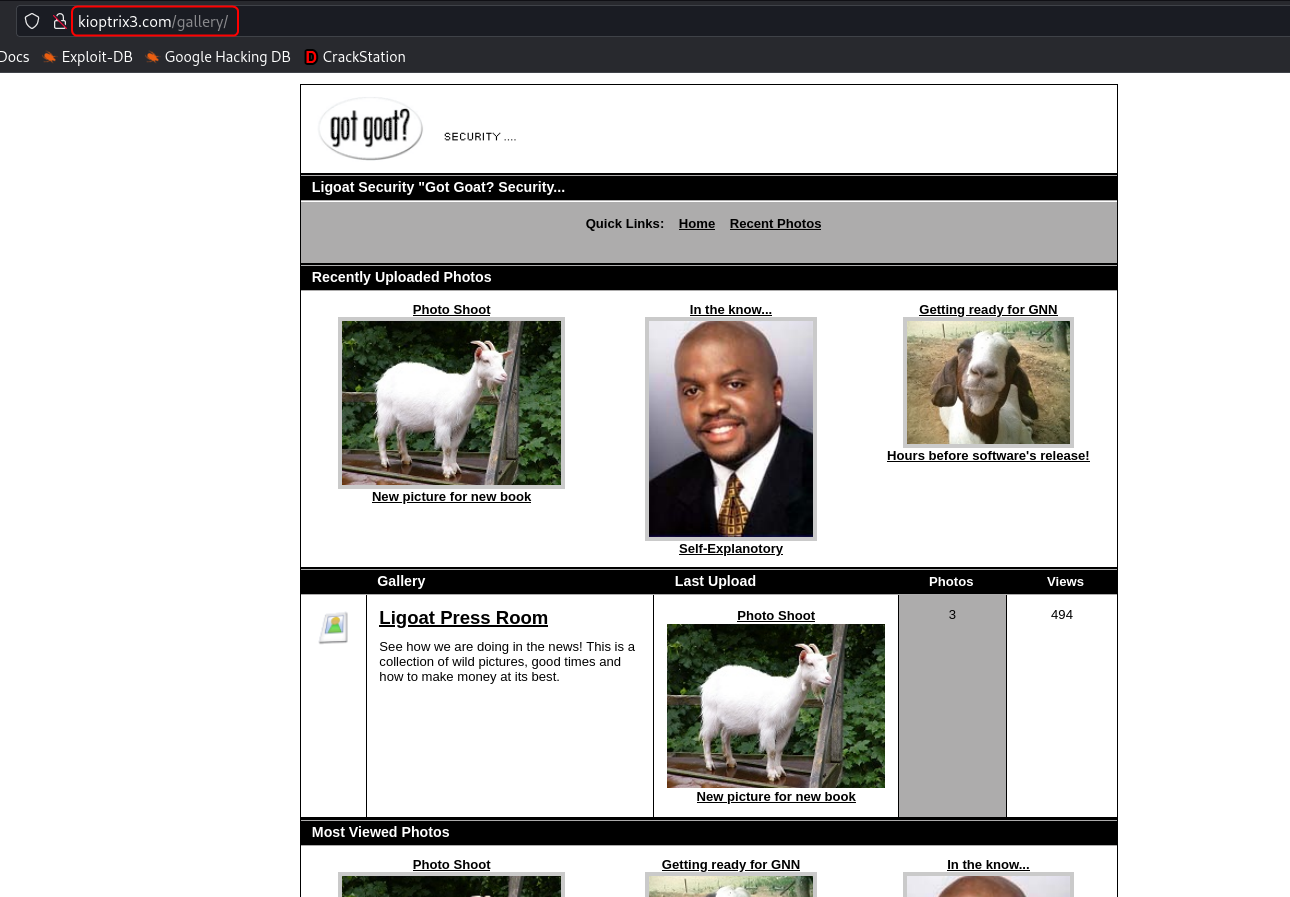 kioptrix3.com/gallery/
Docs Exploit-DB Google Hacking DB D CrackStation
got goat? SECURITY ....
Ligoat Security "Got Goat? Security...
Quick Links: Home Recent Photos
Recently Uploaded Photos
Photo Shoot In the know... Getting ready for GNN
Hours before software's release!
New picture for new book
Self-Explanotory
Gallery Last Upload Photos Views
Ligoat Press Room Photo Shoot 3 494
See how we are doing in the news! This is a
collection of wild pictures, good times and
how to make money at its best.
New picture for new book
Most Viewed Photos
Photo Shoot Getting ready for GNN In the know...